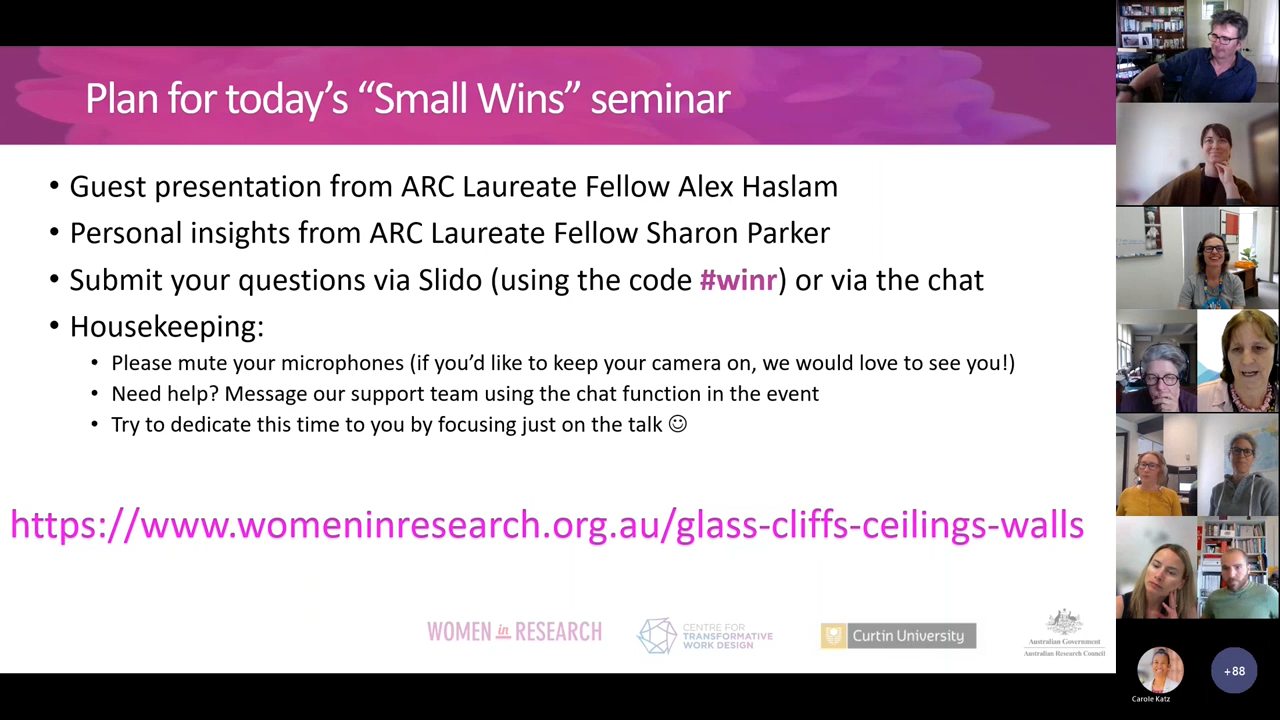 Plan for today’s “Small Wins” seminar
• Guest presentation from ARC Laureate Fellow Alex Haslam
• Personal insights from ARC Laureate Fellow Sharon Parker
• Submit your questions via Slido (using the code #winr) or via the chat
• Housekeeping:
• Please mute your microphones (if you’d like to keep your camera on, we would love to see you!)
• Need help? Message our support team using the chat function in the event
• Try to dedicate this time to you by focusing just on the talk ☺
https://www.womeninresearch.org.au/glass-cliffs-ceilings-walls
WOMEN in RESEARCH
CENTRE FOR
TRANSFORMATIVE
WORK DESIGN
Curtin University
Australian Government
Australian Research Council
Carole Katz
+88